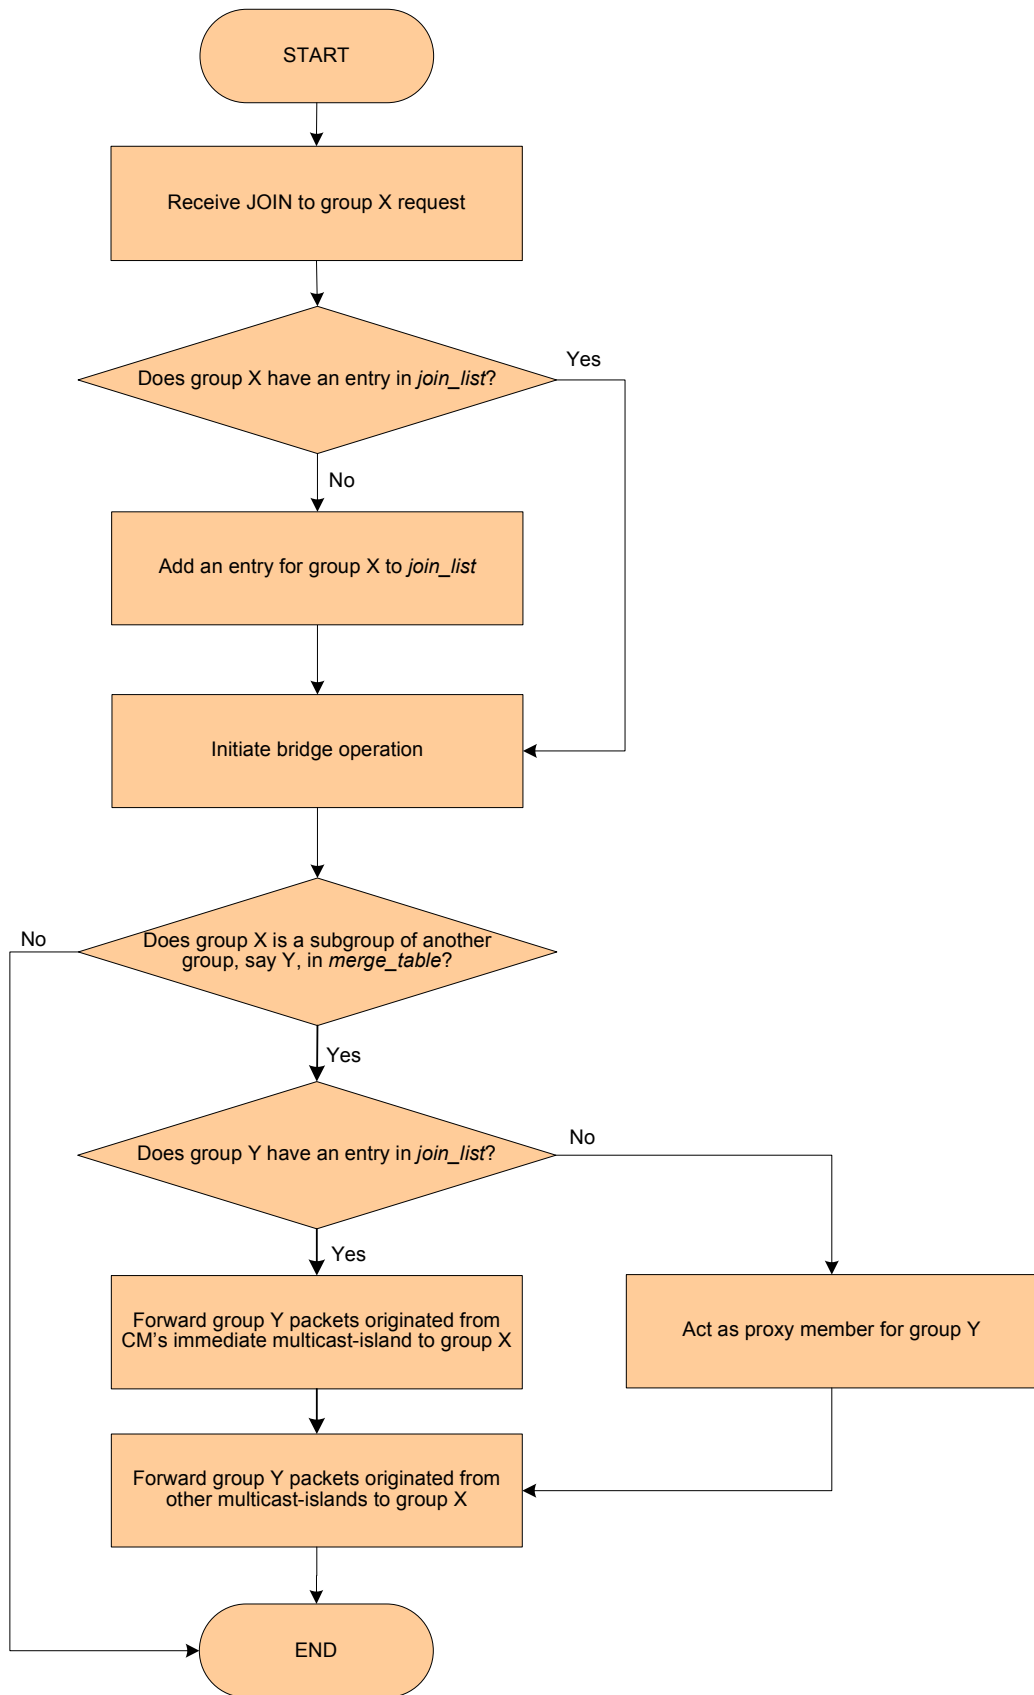 START
Receive JOIN to group X request
Does group X have an entry in join_list?
Yes
No
Add an entry for group X to join_list
Initiate bridge operation
No
Does group X is a subgroup of another
group, say Y, in merge_table?
Yes
Does group Y have an entry in join_list?
No
Yes
Forward group Y packets originated from
CM's immediate multicast-island to group X
Act as proxy member for group Y
Forward group Y packets originated from
other multicast-islands to group X
END